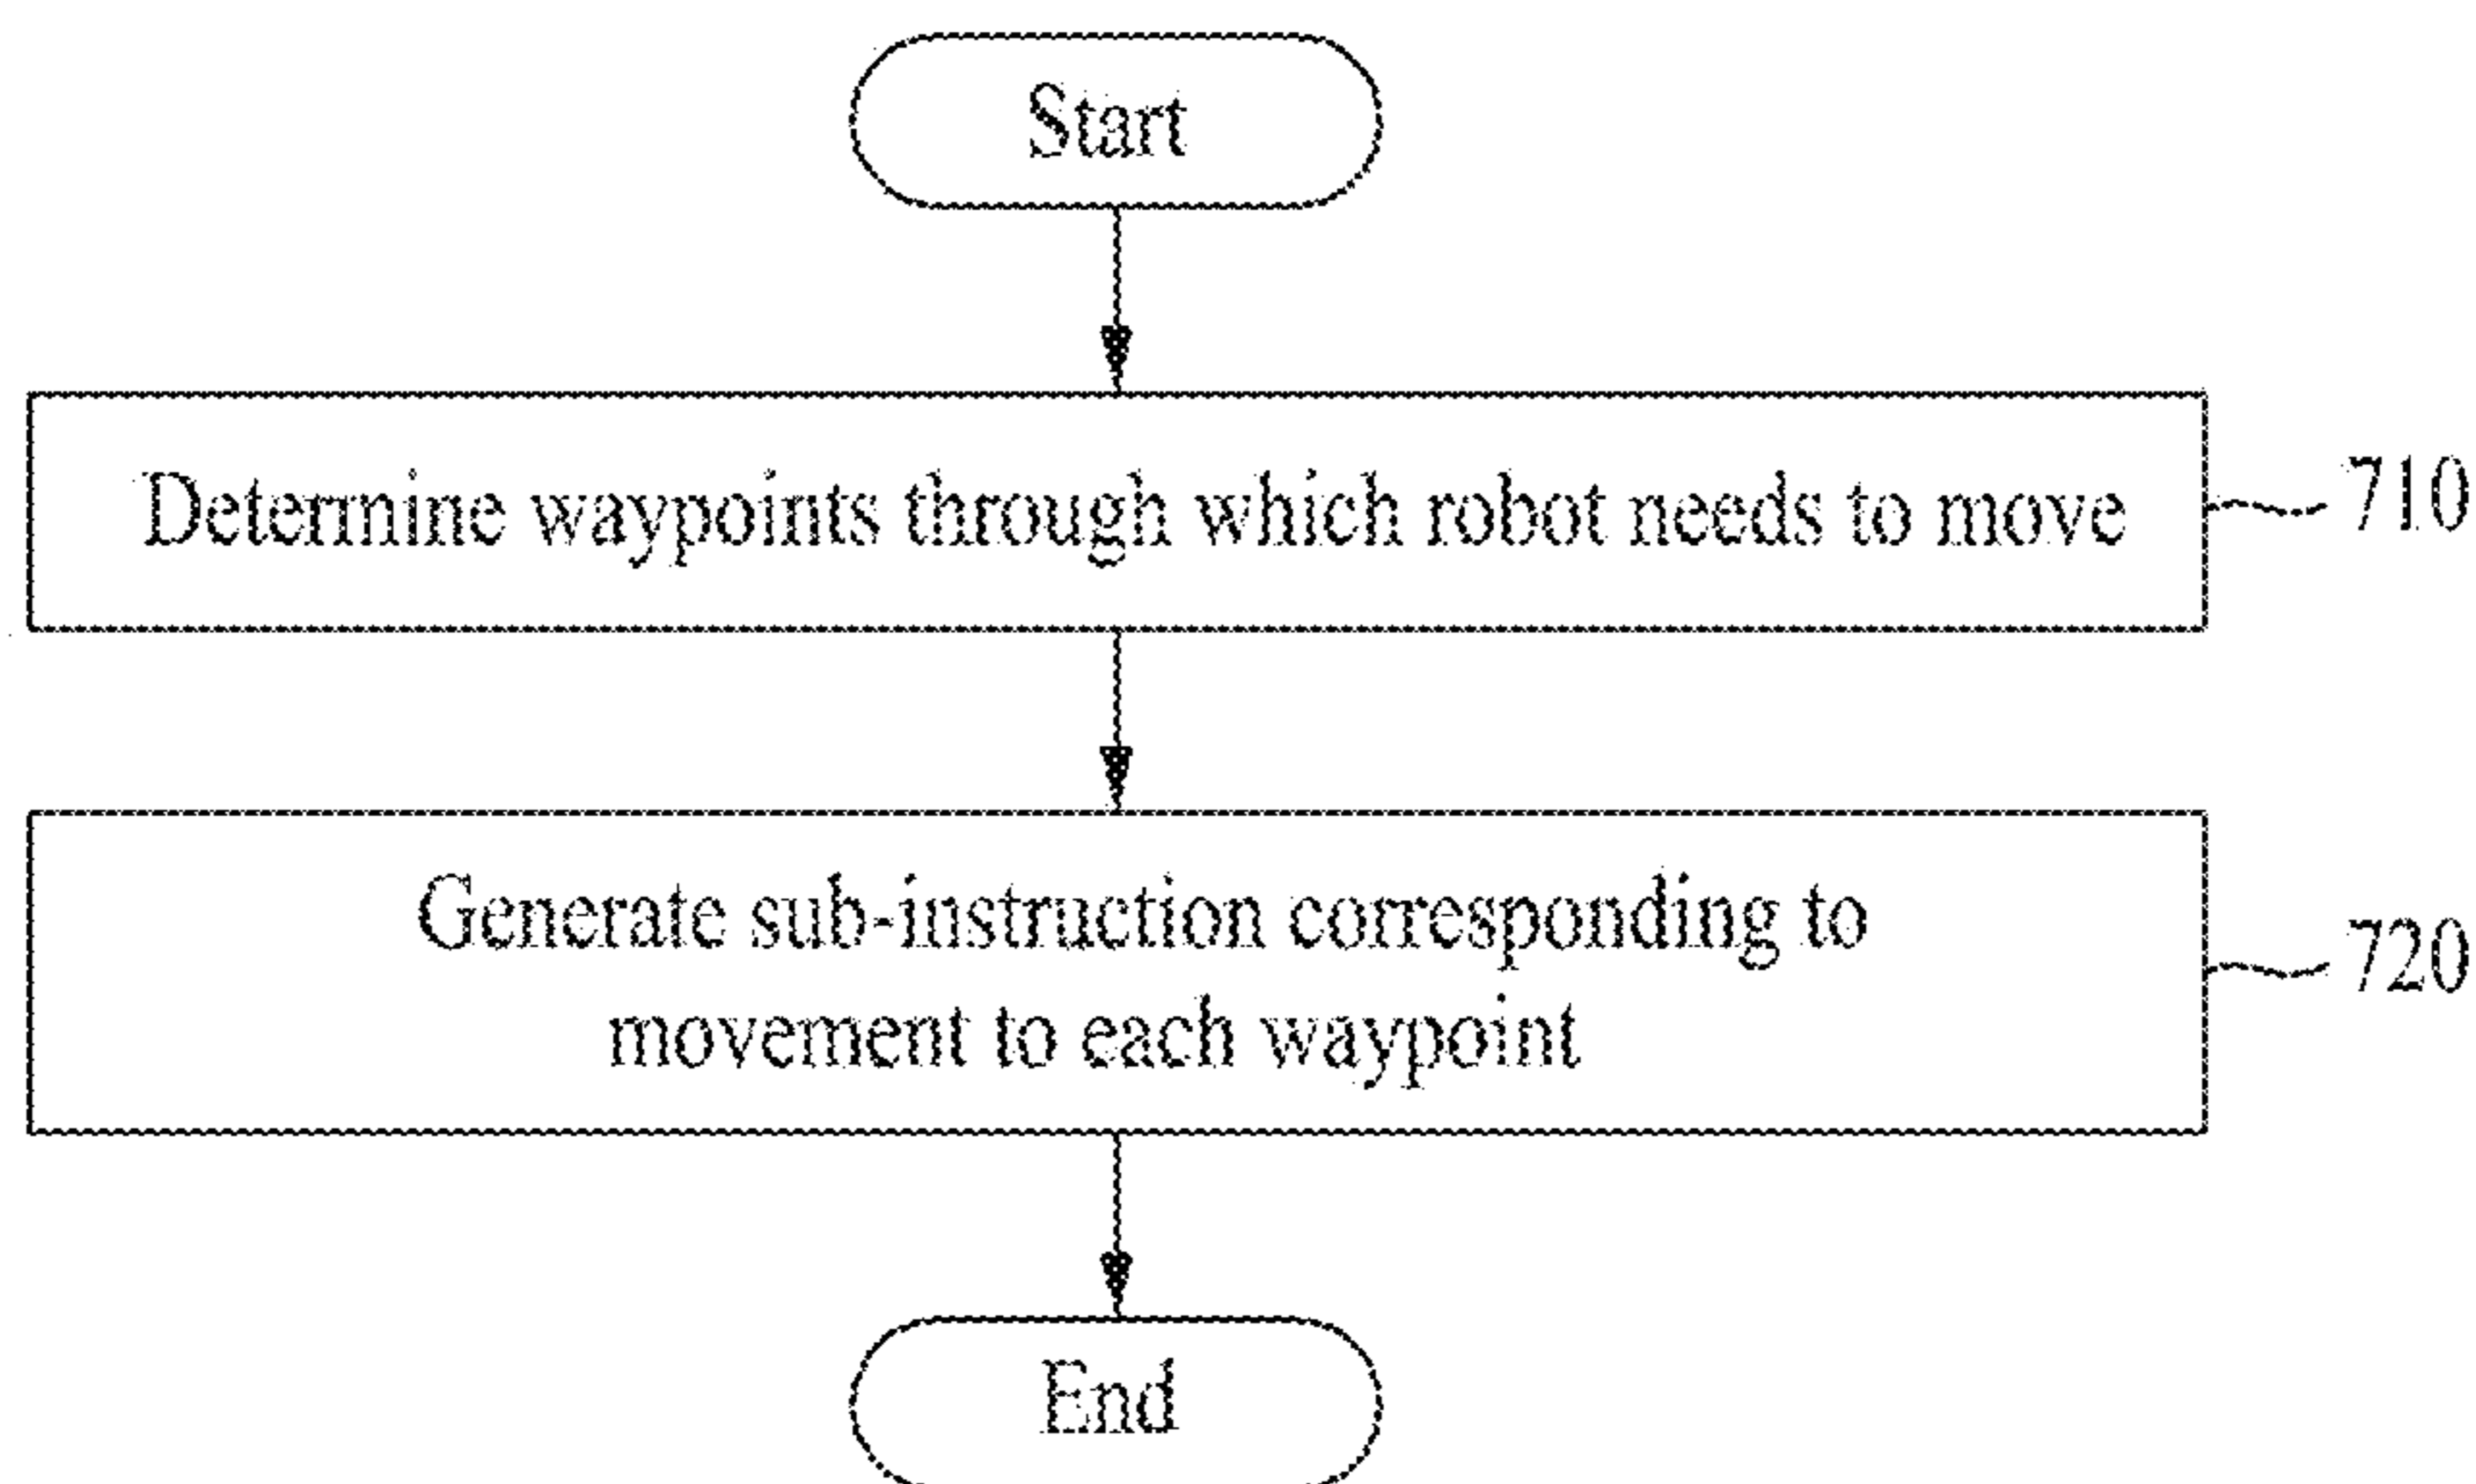 Start
Determine waypoints through which robot needs to move
710
Generate sub-instruction corresponding to
movement to each waypoint
720
End